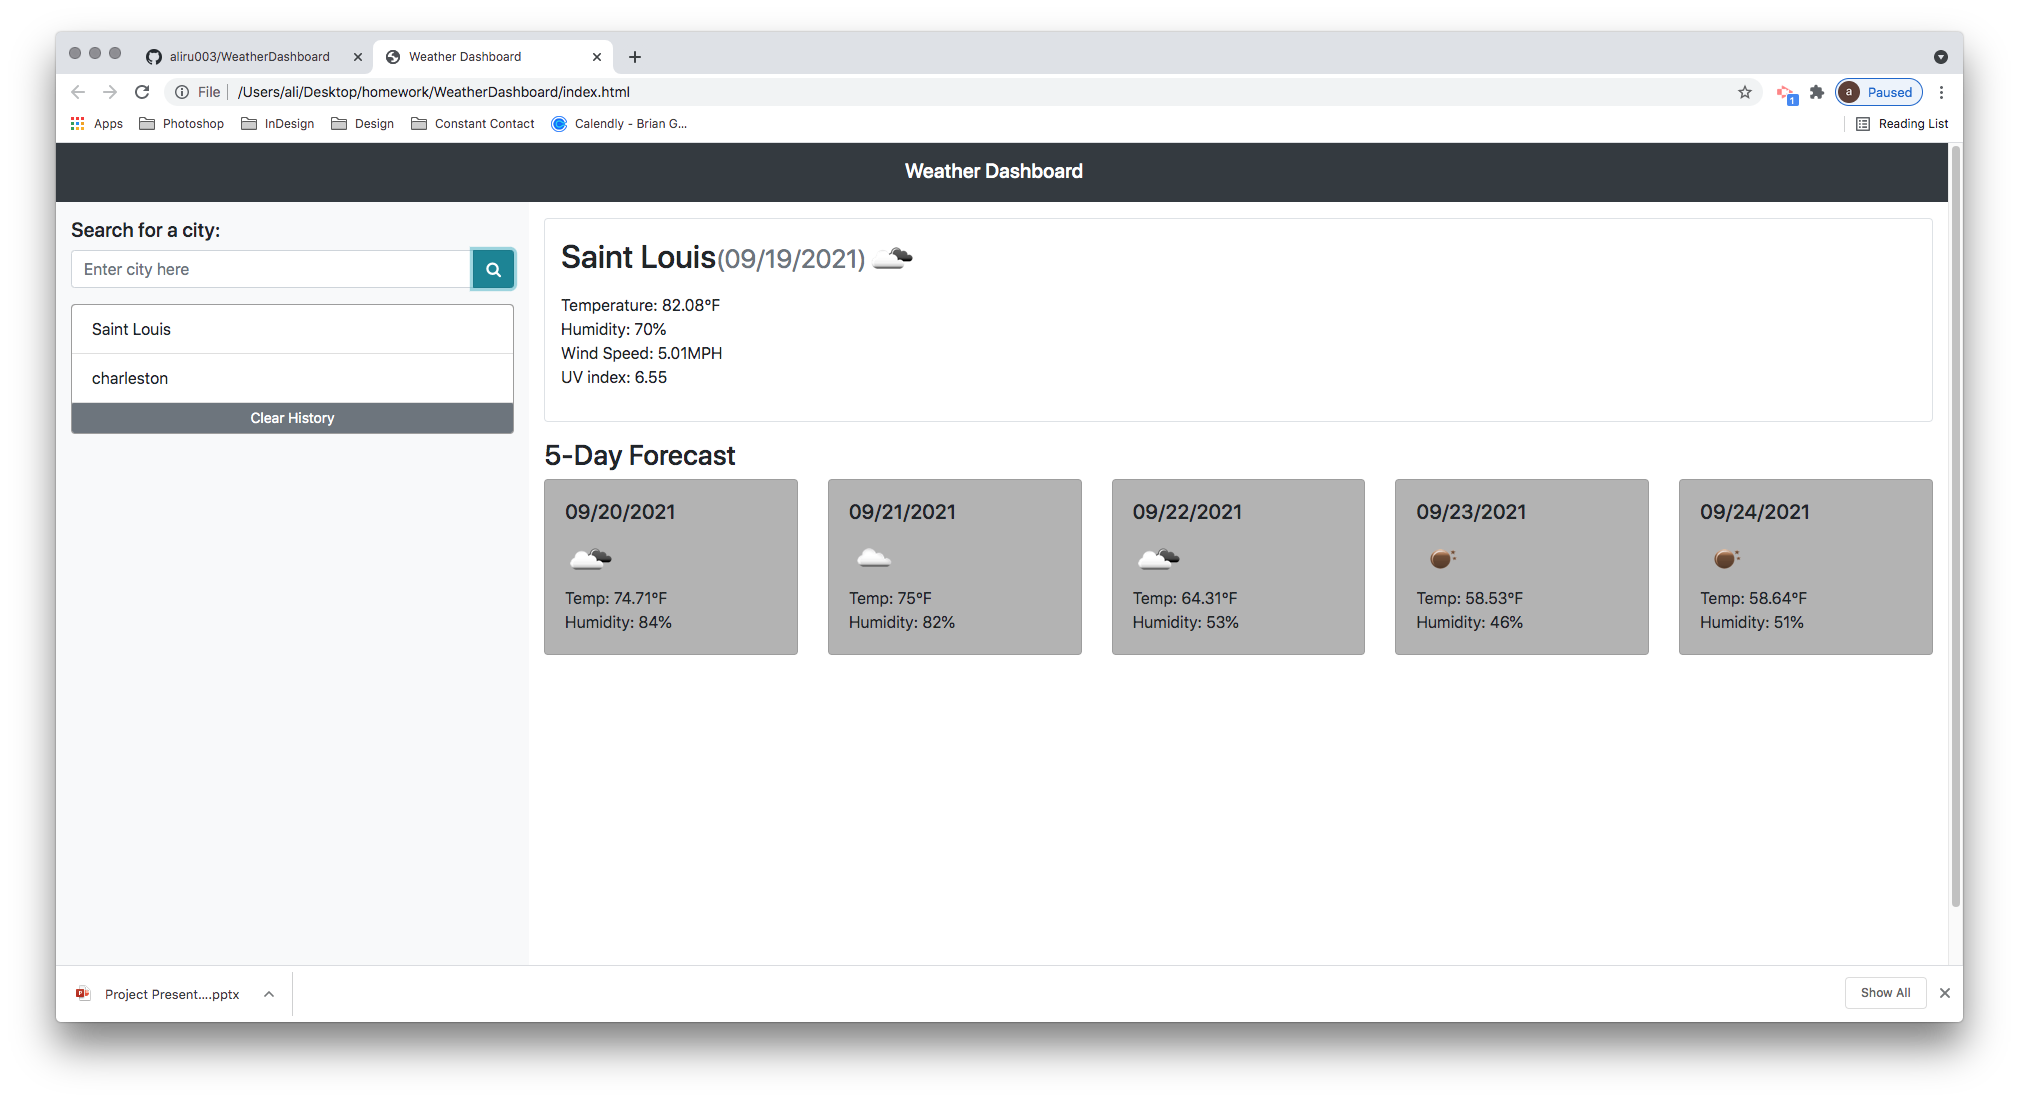 aliru003/WeatherDashboard
Weather Dashboard
File
/Users/ali/Desktop/homework/WeatherDashboard/index.html
1
a
Paused
Apps
Photoshop
InDesign
Design
Constant Contact
Calendly - Brian G...
Reading List
Weather Dashboard
Search for a city:
Enter city here
Saint Louis
charleston
Clear History
Saint Louis(09/19/2021)
Temperature: 82.08°F
Humidity: 70%
Wind Speed: 5.01MPH
UV index: 6.55
5-Day Forecast
09/20/2021
Temp: 74.71°F
Humidity: 84%
09/21/2021
Temp: 75°F
Humidity: 82%
09/22/2021
Temp: 64.31°F
Humidity: 53%
09/23/2021
Temp: 58.53°F
Humidity: 46%
09/24/2021
Temp: 58.64°F
Humidity: 51%
Project Present....pptx
Show All